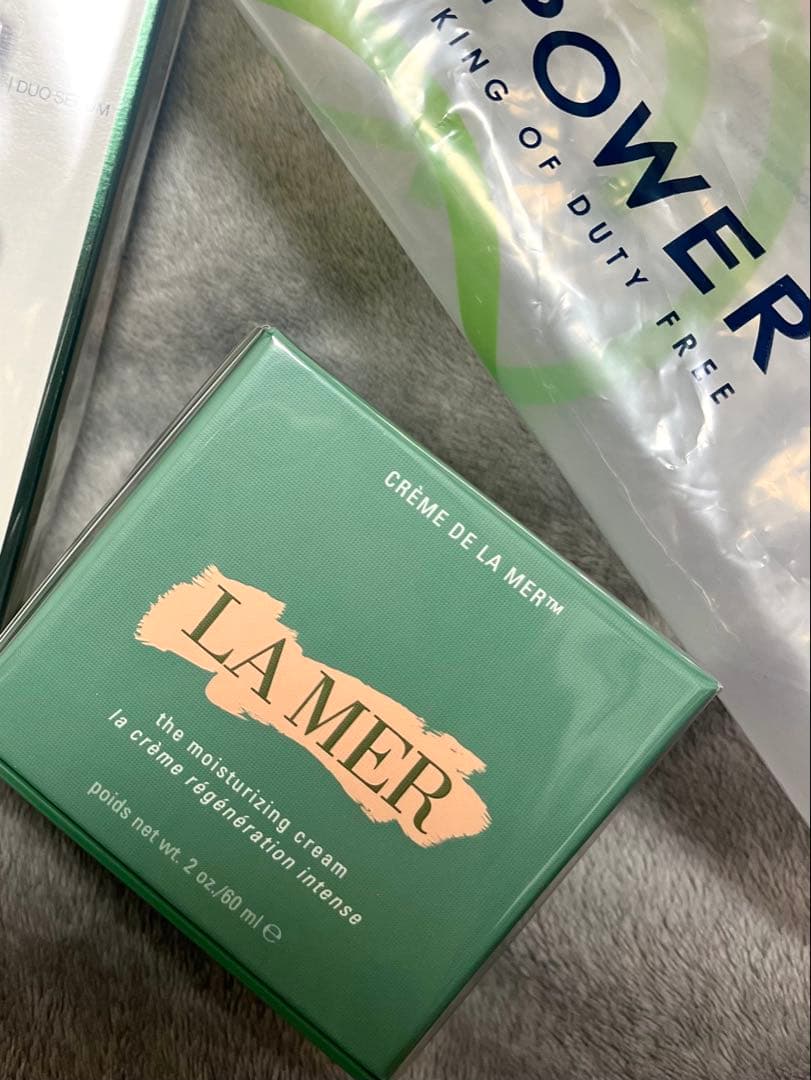 | DUO SERUM
POWER
KING OF DUTY FREE
CRÈME DE LA MER™
LA MER
the moisturizing cream
la crème régénération intense
poids net wt. 2 oz./60 ml ℮